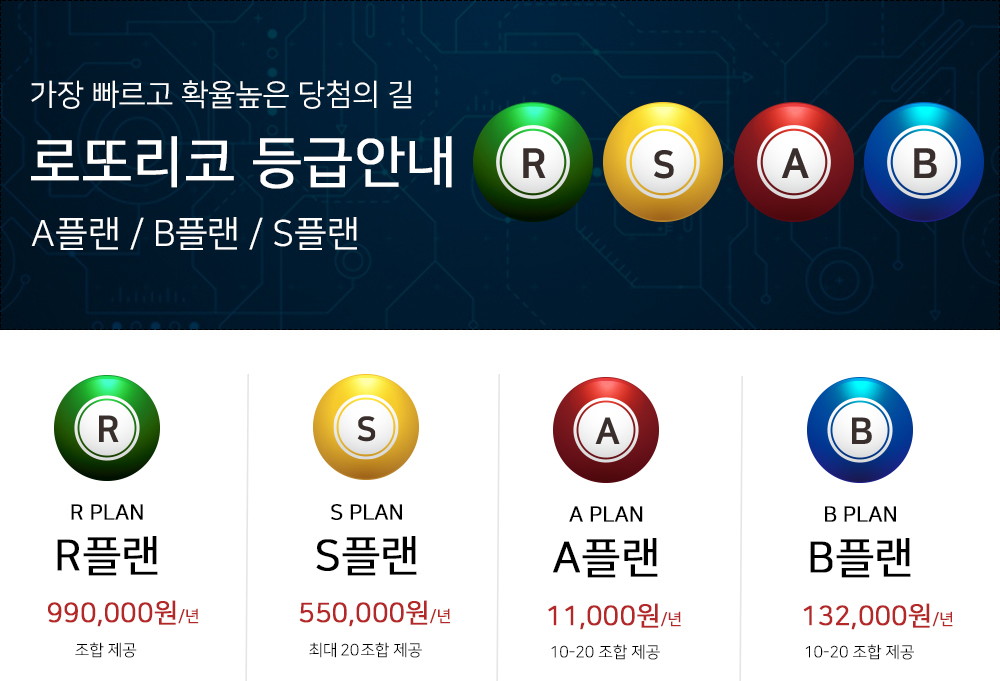 가장 빠르고 확율높은 당첨의 길
로또리코 등급안내
A플랜 / B플랜 / S플랜
R S A B
R S A B
R PLAN S PLAN A PLAN B PLAN
R플랜 S플랜 A플랜 B플랜
990,000원/년 550,000원/년 11,000원/년 132,000원/년
조합 제공 최대 20조합 제공 10-20 조합 제공 10-20 조합 제공